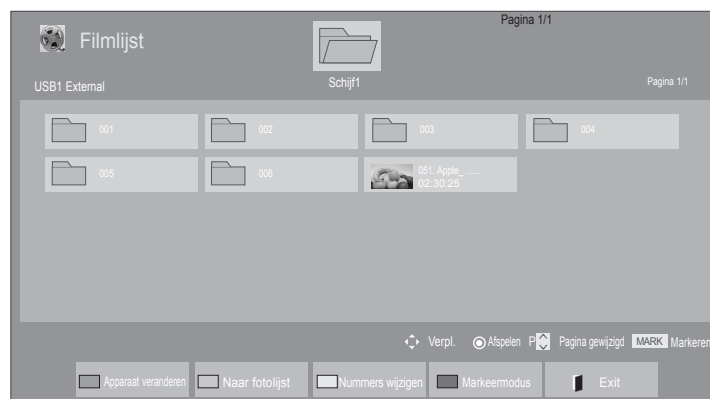 Pagina 1/1
Filmlijst
USB1 External
Schijf1
Pagina 1/1
001
002
003
004
005
006
051. Apple_ ......
02:30:25
Verpl.
Afspelen
P
Pagina gewijzigd
MARK
Markeren
Apparaat veranderen
Naar fotolijst
Nummers wijzigen
Markeermodus
Exit